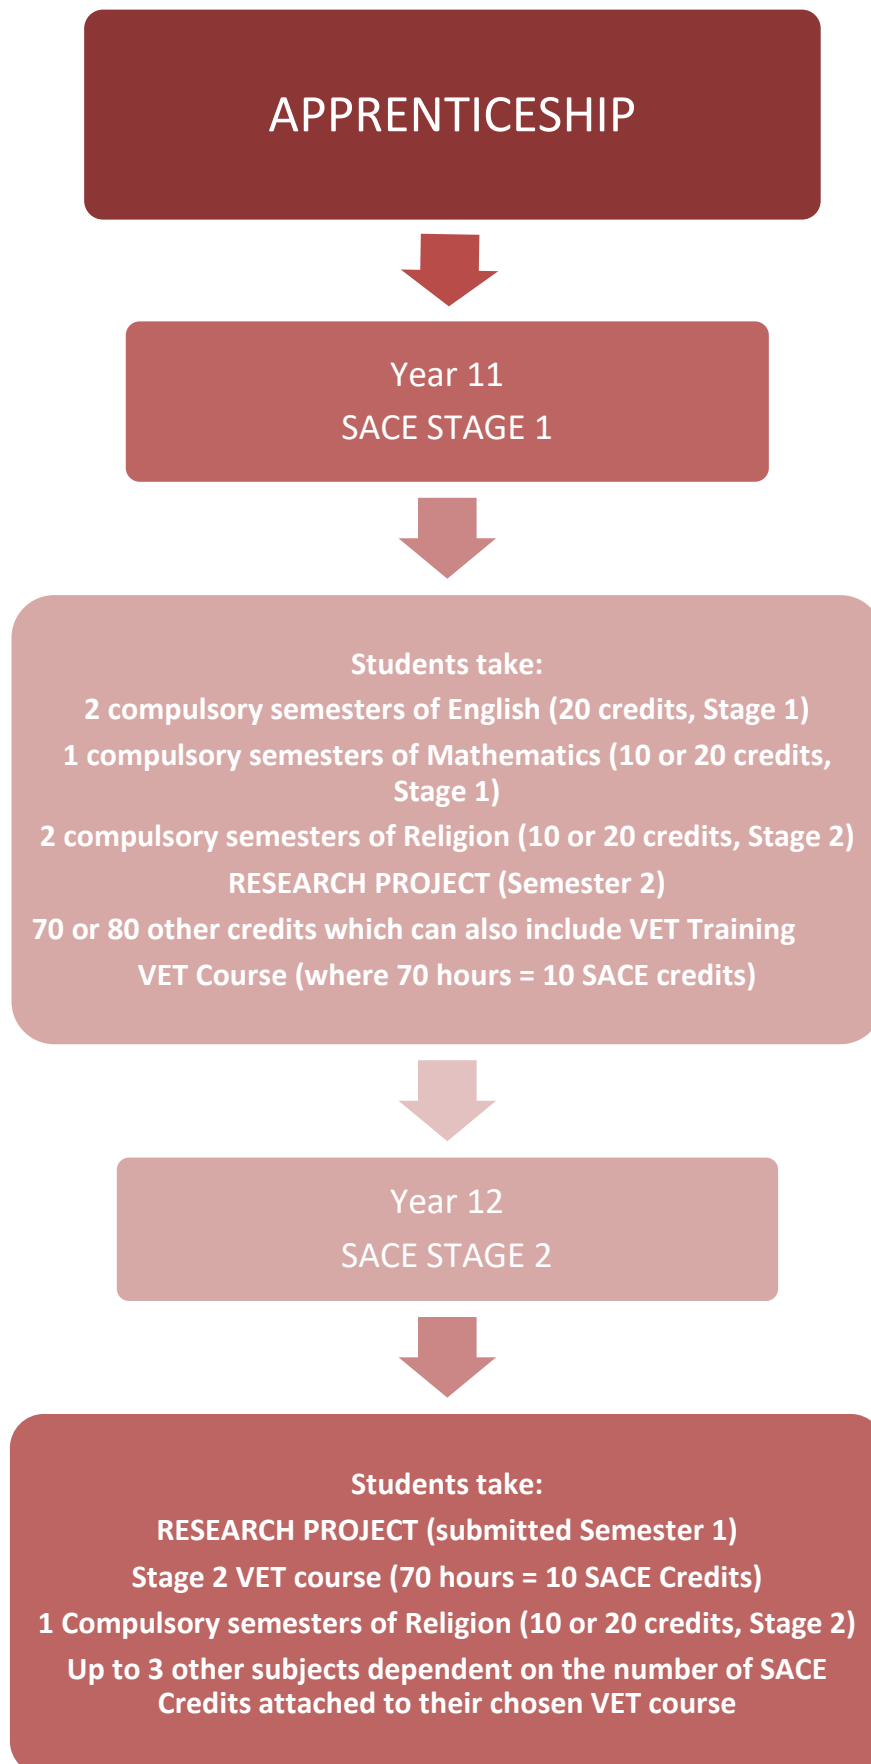 APPRENTICESHIP
Year 11
SACE STAGE 1
Students take:
2 compulsory semesters of English (20 credits, Stage 1)
1 compulsory semesters of Mathematics (10 or 20 credits,
Stage 1)
2 compulsory semesters of Religion (10 or 20 credits, Stage 2)
RESEARCH PROJECT (Semester 2)
70 or 80 other credits which can also include VET Training
VET Course (where 70 hours = 10 SACE credits)
Year 12
SACE STAGE 2
Students take:
RESEARCH PROJECT (submitted Semester 1)
Stage 2 VET course (70 hours = 10 SACE Credits)
1 Compulsory semesters of Religion (10 or 20 credits, Stage 2)
Up to 3 other subjects dependent on the number of SACE
Credits attached to their chosen VET course